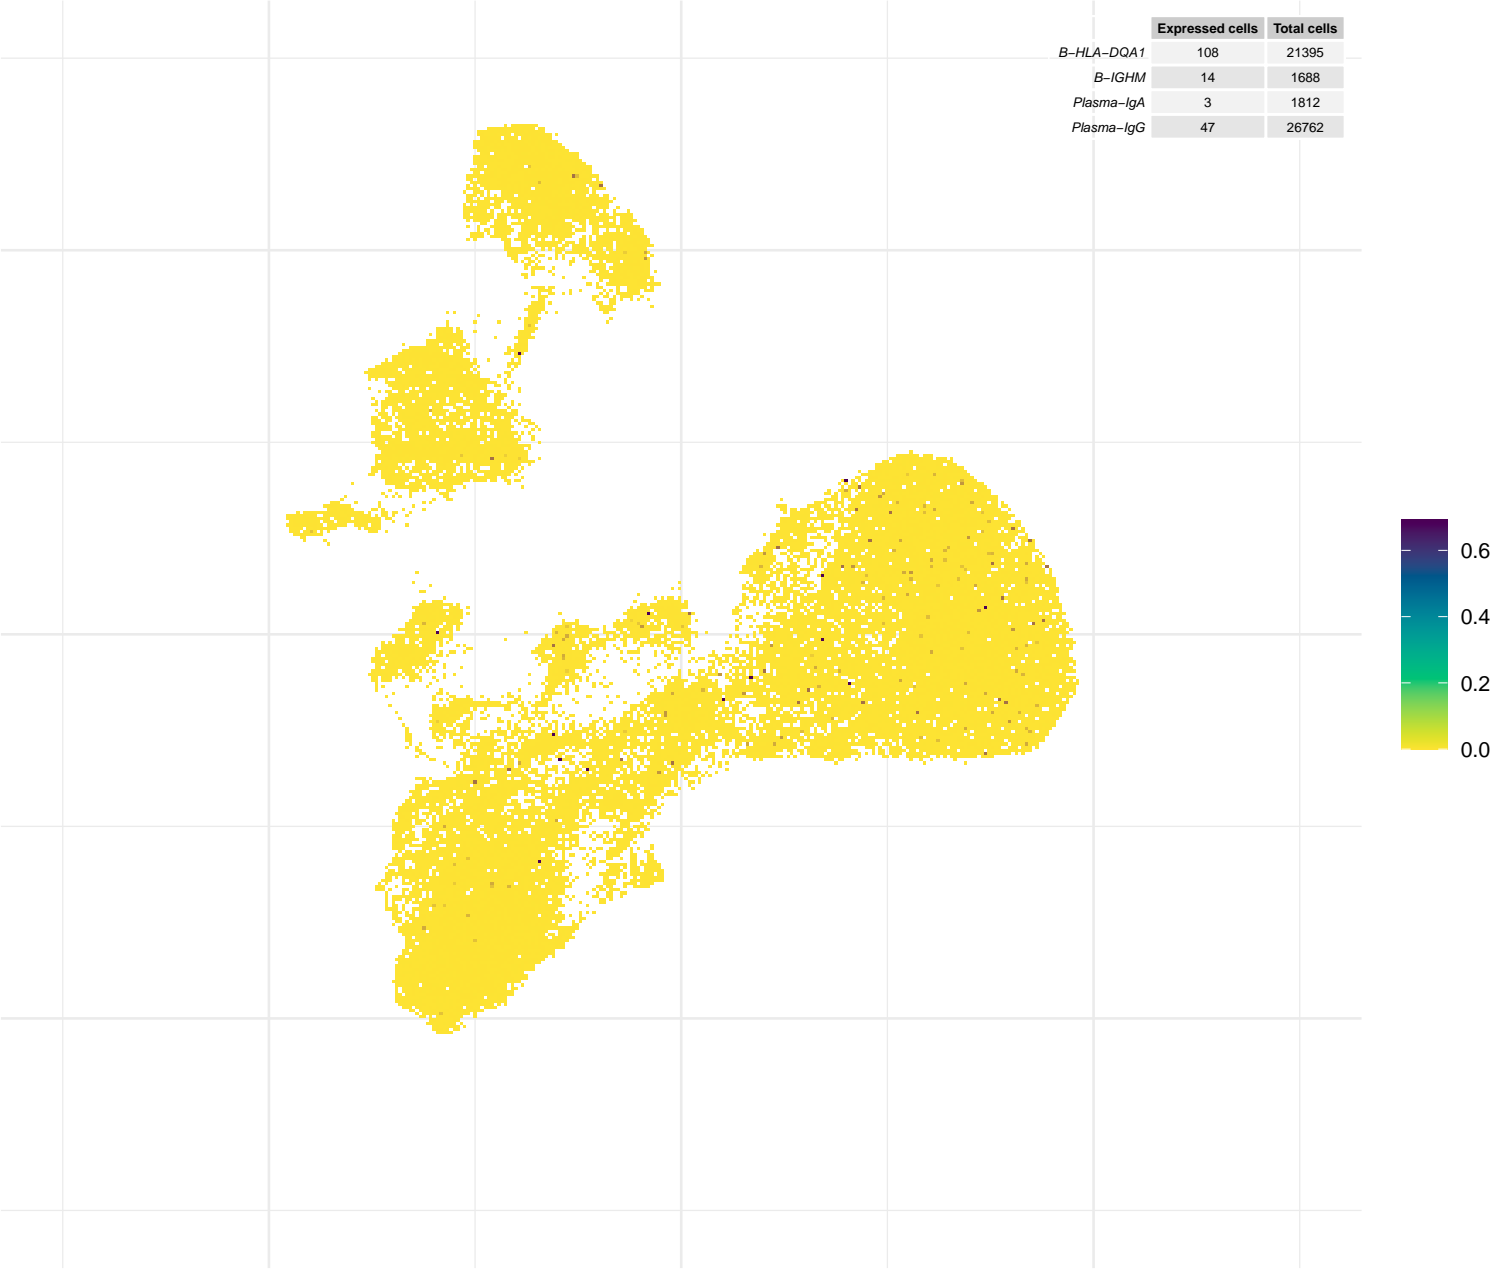 Expressed cells Total cells
B−HLA−DQA1 108 21395
B−IGHM 14 1688
Plasma−IgA 3 1812
Plasma−IgG 47 26762
0.6
0.4
0.2
0.0